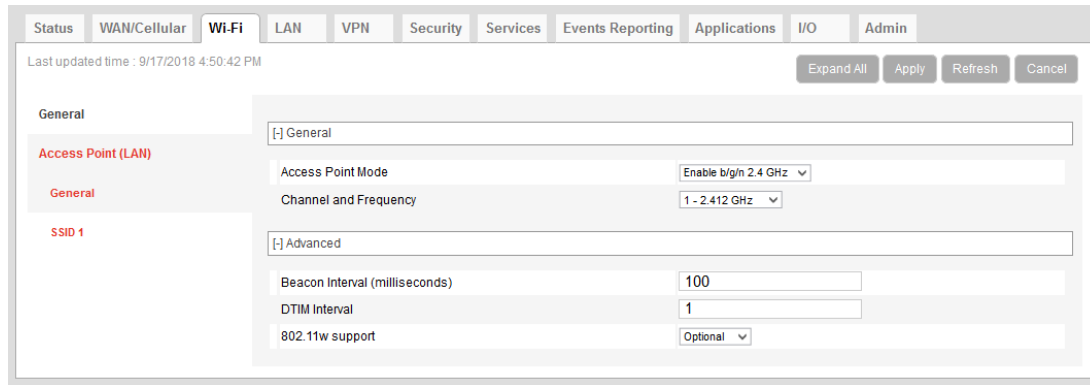 Status WAN/Cellular Wi-Fi LAN VPN Security Services Events Reporting Applications I/O Admin
Last updated time : 9/17/2018 4:50:42 PM
Expand All Apply Refresh Cancel
General
[-] General
Access Point (LAN)
Access Point Mode Enable b/g/n 2.4 GHz
General
Channel and Frequency 1 - 2.412 GHz
SSID 1
[-] Advanced
Beacon Interval (milliseconds) 100
DTIM Interval 1
802.11w support Optional